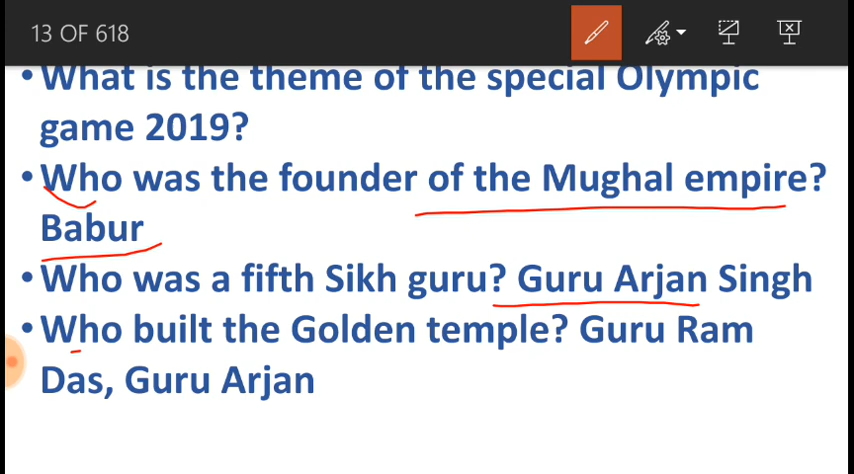 13 OF 618
•What is the theme of the special Olympic
game 2019?
•Who was the founder of the Mughal empire?
Babur
•Who was a fifth Sikh guru? Guru Arjan Singh
•Who built the Golden temple? Guru Ram
Das, Guru Arjan